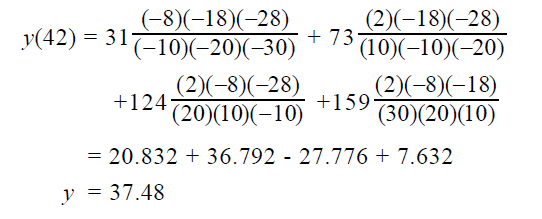 y(42) = 31 (−8)(−18)(−28)/(−10)(−20)(−30) + 73 (2)(−18)(−28)/(10)(−10)(−20)
+124 (2)(−8)(−28)/(20)(10)(−10) +159 (2)(−8)(−18)/(30)(20)(10)
= 20.832 + 36.792 - 27.776 + 7.632
y = 37.48